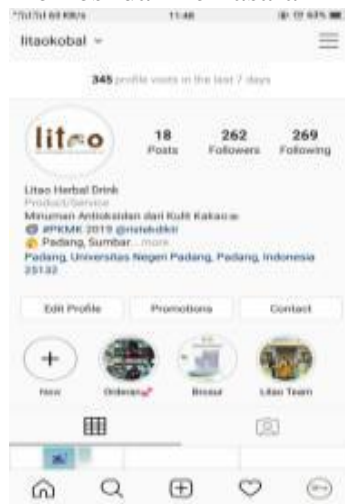 11:48
litaokobal
345 profile visits in the last 7 days
litao
18 262 269
Posts Followers Following
Litao Herbal Drink
Product/Service
Minuman Antioksidan dari Kulit Kakao
#PKMK 2019 @ristekdikti
Padang, Sumbar... more
Padang, Universitas Negeri Padang, Padang, Indonesia
25132
Edit Profile Promotions Contact
New Orderan Brosur Litao Team